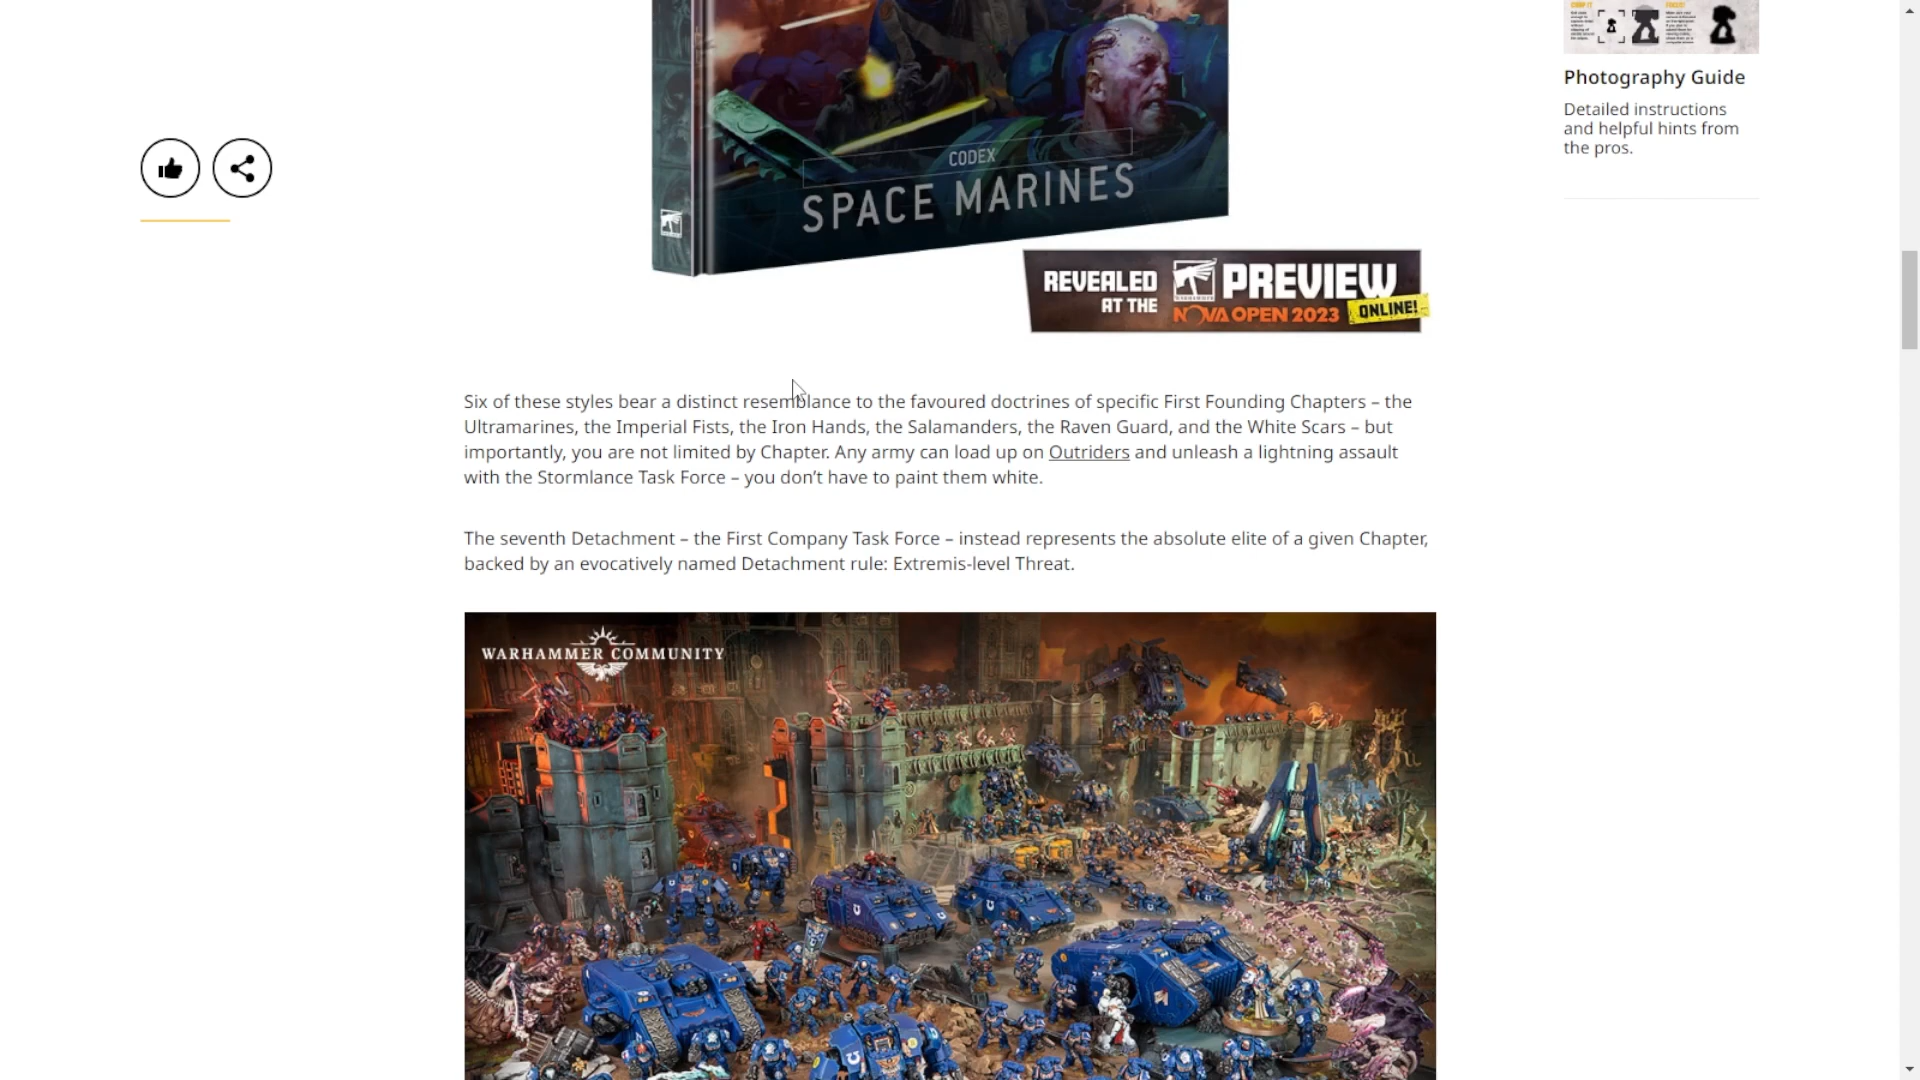 CODEX
SPACE MARINES
REVEALED
AT THE
PREVIEW
NOVA OPEN 2023
ONLINE!
Photography Guide
Detailed instructions
and helpful hints from
the pros.
Six of these styles bear a distinct resemblance to the favoured doctrines of specific First Founding Chapters – the
Ultramarines, the Imperial Fists, the Iron Hands, the Salamanders, the Raven Guard, and the White Scars – but
importantly, you are not limited by Chapter. Any army can load up on Outriders and unleash a lightning assault
with the Stormlance Task Force – you don’t have to paint them white.
The seventh Detachment – the First Company Task Force – instead represents the absolute elite of a given Chapter,
backed by an evocatively named Detachment rule: Extremis-level Threat.
WARHAMMER COMMUNITY